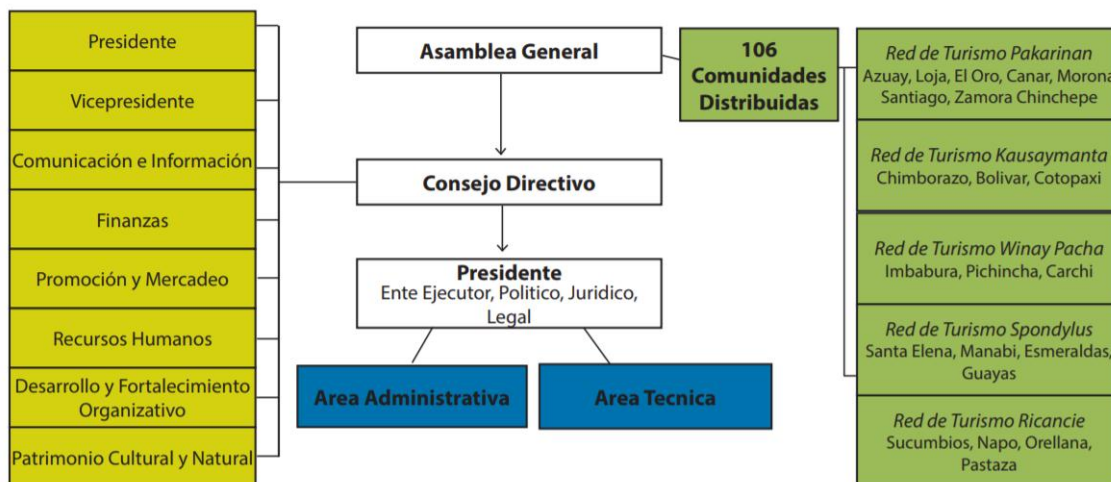 Presidente
Vicepresidente
Comunicación e Información
Finanzas
Promoción y Mercadeo
Recursos Humanos
Desarrollo y Fortalecimiento
Organizativo
Patrimonio Cultural y Natural
Asamblea General
Consejo Directivo
Presidente
Ente Ejecutor, Politico, Juridico,
Legal
Area Administrativa
Area Tecnica
106
Comunidades
Distribuidas
Red de Turismo Pakarinan
Azuay, Loja, El Oro, Canar, Morona
Santiago, Zamora Chinchepe
Red de Turismo Kausaymanta
Chimborazo, Bolivar, Cotopaxi
Red de Turismo Winay Pacha
Imbabura, Pichincha, Carchi
Red de Turismo Spondylus
Santa Elena, Manabi, Esmeraldas,
Guayas
Red de Turismo Ricancie
Sucumbios, Napo, Orellana,
Pastaza